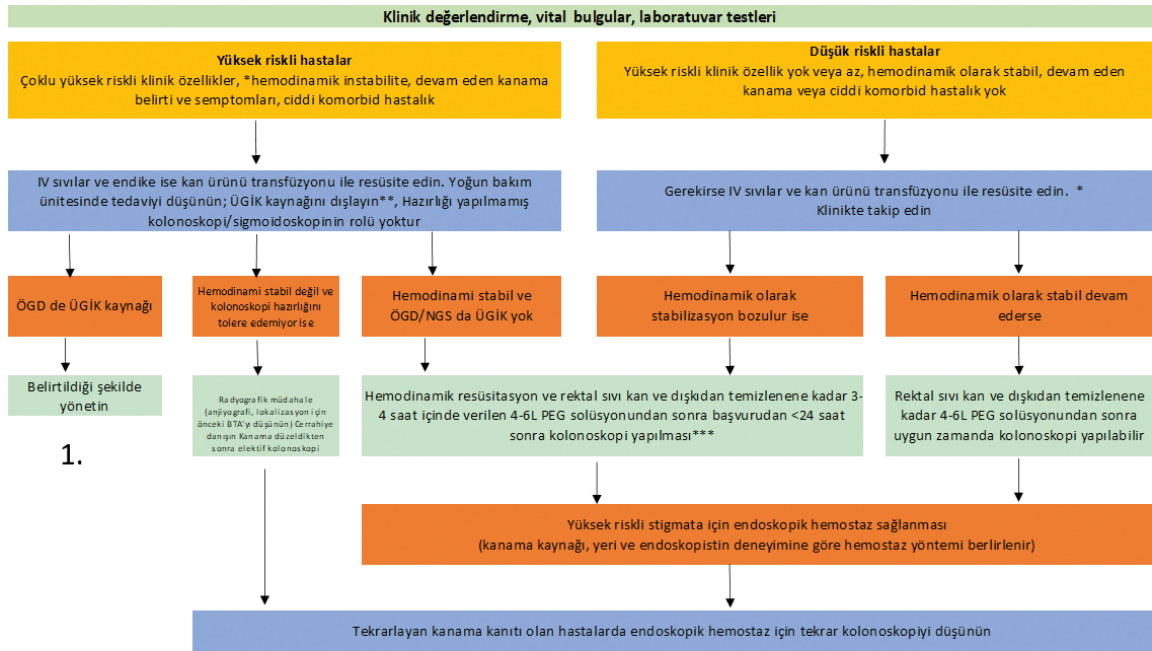 Klinik değerlendirme, vital bulgular, laboratuvar testleri
Yüksek riskli hastalar
Çoklu yüksek riskli klinik özellikler, *hemodinamik instabilite, devam eden kanama
belirti ve semptomları, ciddi komorbid hastalık
Düşük riskli hastalar
Yüksek riskli klinik özellik yok veya az, hemodinamik olarak stabil, devam eden
kanama veya ciddi komorbid hastalık yok
IV sıvılar ve endike ise kan ürünü transfüzyonu ile resüsite edin. Yoğun bakım
ünitesinde tedaviyi düşünün; ÜGİK kaynağını dışlayın**, Hazırlığı yapılmamış
kolonoskopi/sigmoidoskopinin rolü yoktur
Gerekirse IV sıvılar ve kan ürünü transfüzyonu ile resüsite edin. *
Klinikte takip edin
ÖGD de ÜGİK kaynağı
Hemodinami stabil değil ve
kolonoskopi hazırlığını
tolere edemiyor ise
Hemodinami stabil ve
ÖGD/NGS da ÜGİK yok
Hemodinamik olarak
stabilizasyon bozulur ise
Hemodinamik olarak stabil devam
ederse
Belirtildiği şekilde
yönetin
Radyografik müdahale
(anjiyografi, lokalizasyon için
önceki BTA'yı düşünün) Cerrahiye
danışın Kanama düzeldikten
sonra elektif kolonoskopi
Hemodinamik resüsitasyon ve rektal sıvı kan ve dışkıdan temizlenene kadar 3-
4 saat içinde verilen 4-6L PEG solüsyonundan sonra başvurudan <24 saat
sonra kolonoskopi yapılması***
Rektal sıvı kan ve dışkıdan temizlenene
kadar 4-6L PEG solüsyonundan sonra
uygun zamanda kolonoskopi yapılabilir
1.
Yüksek riskli stigmata için endoskopik hemostaz sağlanması
(kanama kaynağı, yeri ve endoskopistin deneyimine göre hemostaz yöntemi berlirlenir)
Tekrarlayan kanama kanıtı olan hastalarda endoskopik hemostaz için tekrar kolonoskopiyi düşünün